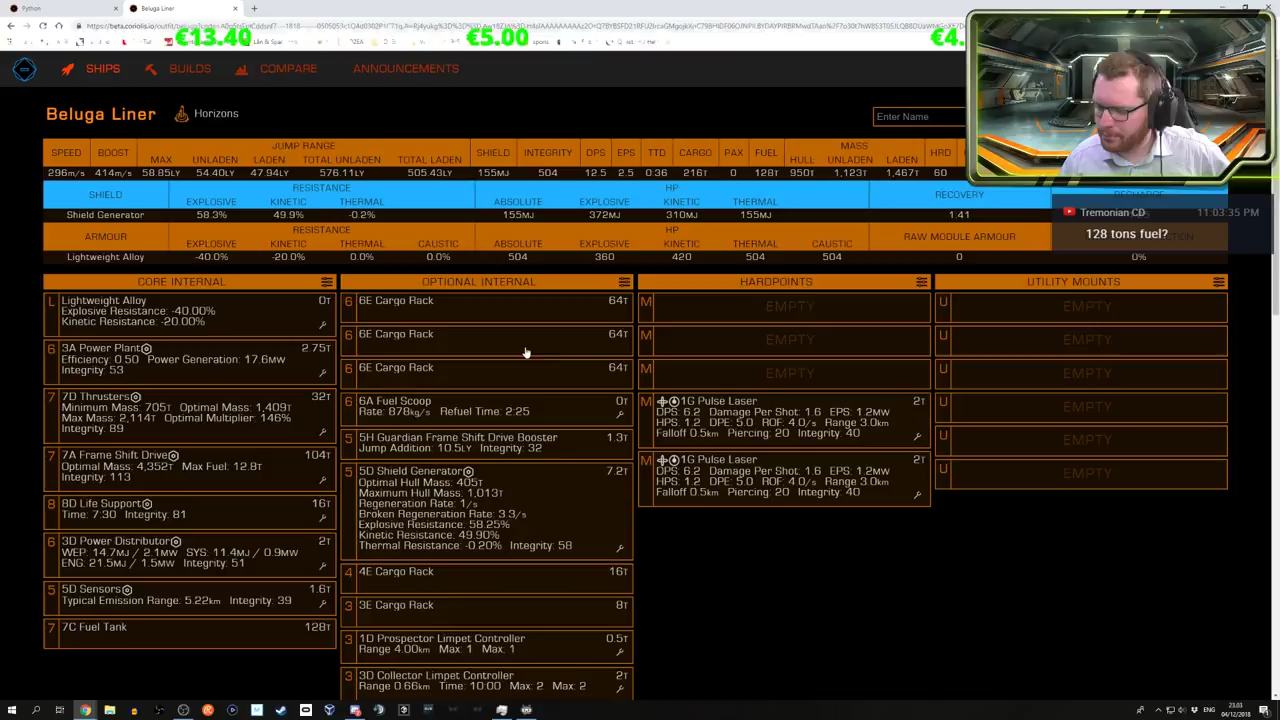 Python
Beluga Liner
€13.40
€5.00
€4.
SHIPS
BUILDS
COMPARE
ANNOUNCEMENTS
Beluga Liner
Horizons
Enter Name
SPEED BOOST JUMP RANGE SHIELD INTEGRITY DPS EPS TTD CARGO PAX FUEL MASS HRD
MAX UNLADEN LADEN TOTAL UNLADEN TOTAL LADEN HULL UNLADEN LADEN
296m/s 414m/s 58.85LY 54.40LY 47.94LY 576.11LY 505.43LY 155MJ 504 12.5 2.5 0:36 216T 0 128T 950T 1,123T 1,467T 60
SHIELD RESISTANCE HP RECOVERY RECHARGE
EXPLOSIVE KINETIC THERMAL ABSOLUTE EXPLOSIVE KINETIC THERMAL
Shield Generator 58.3% 49.9% -0.2% 155MJ 372MJ 310MJ 155MJ 1.41
Tremonian CD 11:03:35 PM
128 tons fuel?
ARMOUR RESISTANCE HP RAW MODULE ARMOUR
EXPLOSIVE KINETIC THERMAL CAUSTIC ABSOLUTE EXPLOSIVE KINETIC THERMAL CAUSTIC
Lightweight Alloy -40.0% -20.0% 0.0% 0.0% 504 360 420 504 504 0 0%
CORE INTERNAL
L Lightweight Alloy 0T
Explosive Resistance: -40.00%
Kinetic Resistance: -20.00%
6 3A Power Plant 2.75T
Efficiency: 0.50 Power Generation: 17.6MW
Integrity: 53
7 7D Thrusters 32T
Minimum Mass: 705T Optimal Mass: 1,409T
Max Mass: 2,114T Optimal Multiplier: 146%
Integrity: 89
7 7A Frame Shift Drive 104T
Optimal Mass: 4,352T Max Fuel: 12.8T
Integrity: 113
8 8D Life Support 16T
Time: 7:30 Integrity: 81
6 3D Power Distributor 2T
WEP: 14.7MJ / 2.1MW SYS: 11.4MJ / 0.9MW
ENG: 21.5MJ / 1.5MW Integrity: 51
5 5D Sensors 1.6T
Typical Emission Range: 5.22km Integrity: 39
7 7C Fuel Tank 128T
OPTIONAL INTERNAL
6 6E Cargo Rack 64T
6 6E Cargo Rack 64T
6 6E Cargo Rack 64T
6 6A Fuel Scoop 0T
Rate: 878kg/s Refuel Time: 2:25
5 5H Guardian Frame Shift Drive Booster 1.3T
Jump Addition: 10.5LY Integrity: 32
5 5D Shield Generator 7.2T
Optimal Hull Mass: 405T
Maximum Hull Mass: 1,013T
Regeneration Rate: 1/s
Broken Regeneration Rate: 3.3/s
Explosive Resistance: 58.25%
Kinetic Resistance: 49.90%
Thermal Resistance: -0.20% Integrity: 58
4 4E Cargo Rack 16T
3 3E Cargo Rack 8T
3 1D Prospector Limpet Controller 0.5T
Range 4.00km Max: 1 Max: 1
3 3D Collector Limpet Controller 2T
Range 0.66km Time: 10:00 Max: 2 Max: 2
HARDPOINTS
M EMPTY
M EMPTY
M EMPTY
M 1G Pulse Laser 2T
DPS: 6.2 Damage Per Shot: 1.6 EPS: 1.2MW
HPS: 1.2 DPE: 5.0 ROF: 4.0/s Range 3.0km
Falloff 0.5km Piercing: 20 Integrity: 40
M 1G Pulse Laser 2T
DPS: 6.2 Damage Per Shot: 1.6 EPS: 1.2MW
HPS: 1.2 DPE: 5.0 ROF: 4.0/s Range 3.0km
Falloff 0.5km Piercing: 20 Integrity: 40
UTILITY MOUNTS
U EMPTY
U EMPTY
U EMPTY
U EMPTY
U EMPTY
U EMPTY
ENG
23.03
04/12/2018